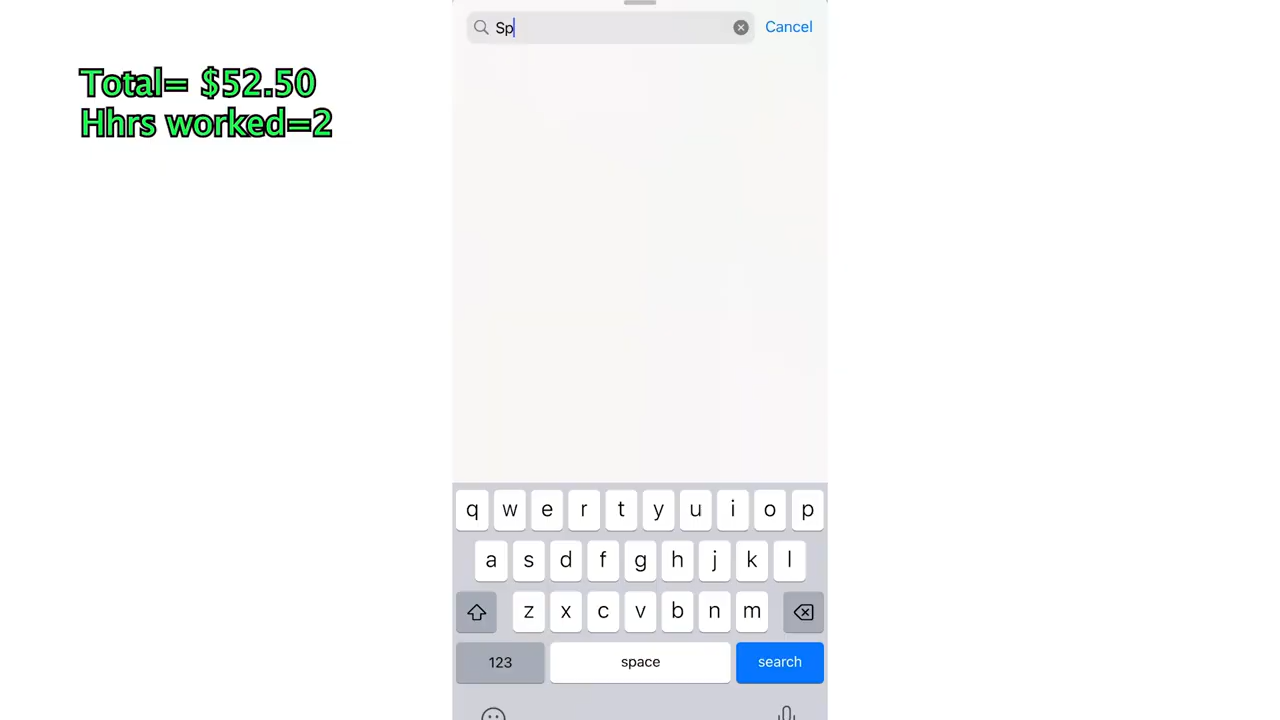 Total= $52.50
Hhrs worked=2
Sp
Cancel
q w e r t y u i o p
a s d f g h j k l
z x c v b n m
123 space search